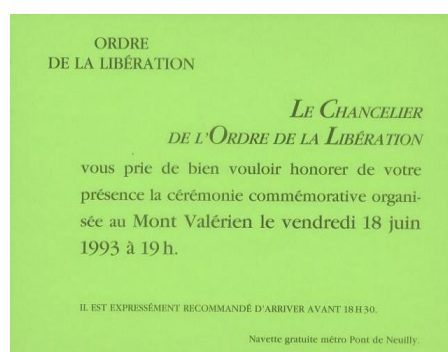 ORDRE
DE LA LIBÉRATION
LE CHANCELIER
DE L'ORDRE DE LA LIBÉRATION
vous prie de bien vouloir honorer de votre
présence la cérémonie commémorative organi-
sée au Mont Valérien le vendredi 18 juin
1993 à 19 h.
IL EST EXPRESSÉMENT RECOMMANDÉ D'ARRIVER AVANT 18 H 30.
Navette gratuite métro Pont de Neuilly.